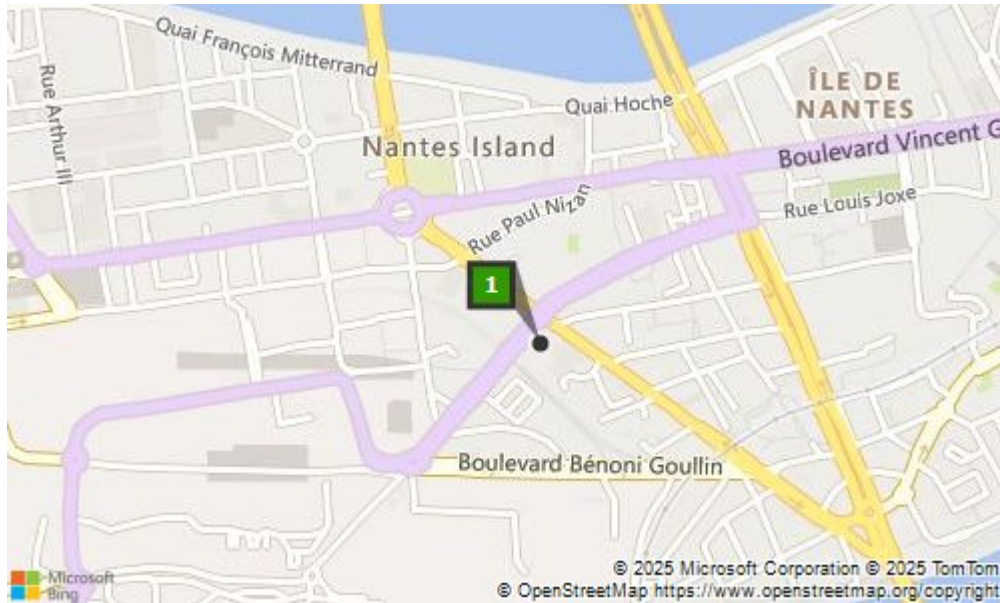 Quai François Mitterrand
Rue Arthur III
Quai Hoche
ÎLE DE
NANTES
Nantes Island
Boulevard Vincent G
Rue Paul Nizan
Rue Louis Joxe
1
Boulevard Bénoni Goullin
Microsoft
Bing
© 2025 Microsoft Corporation © 2025 TomTom
© OpenStreetMap https://www.openstreetmap.org/copyright